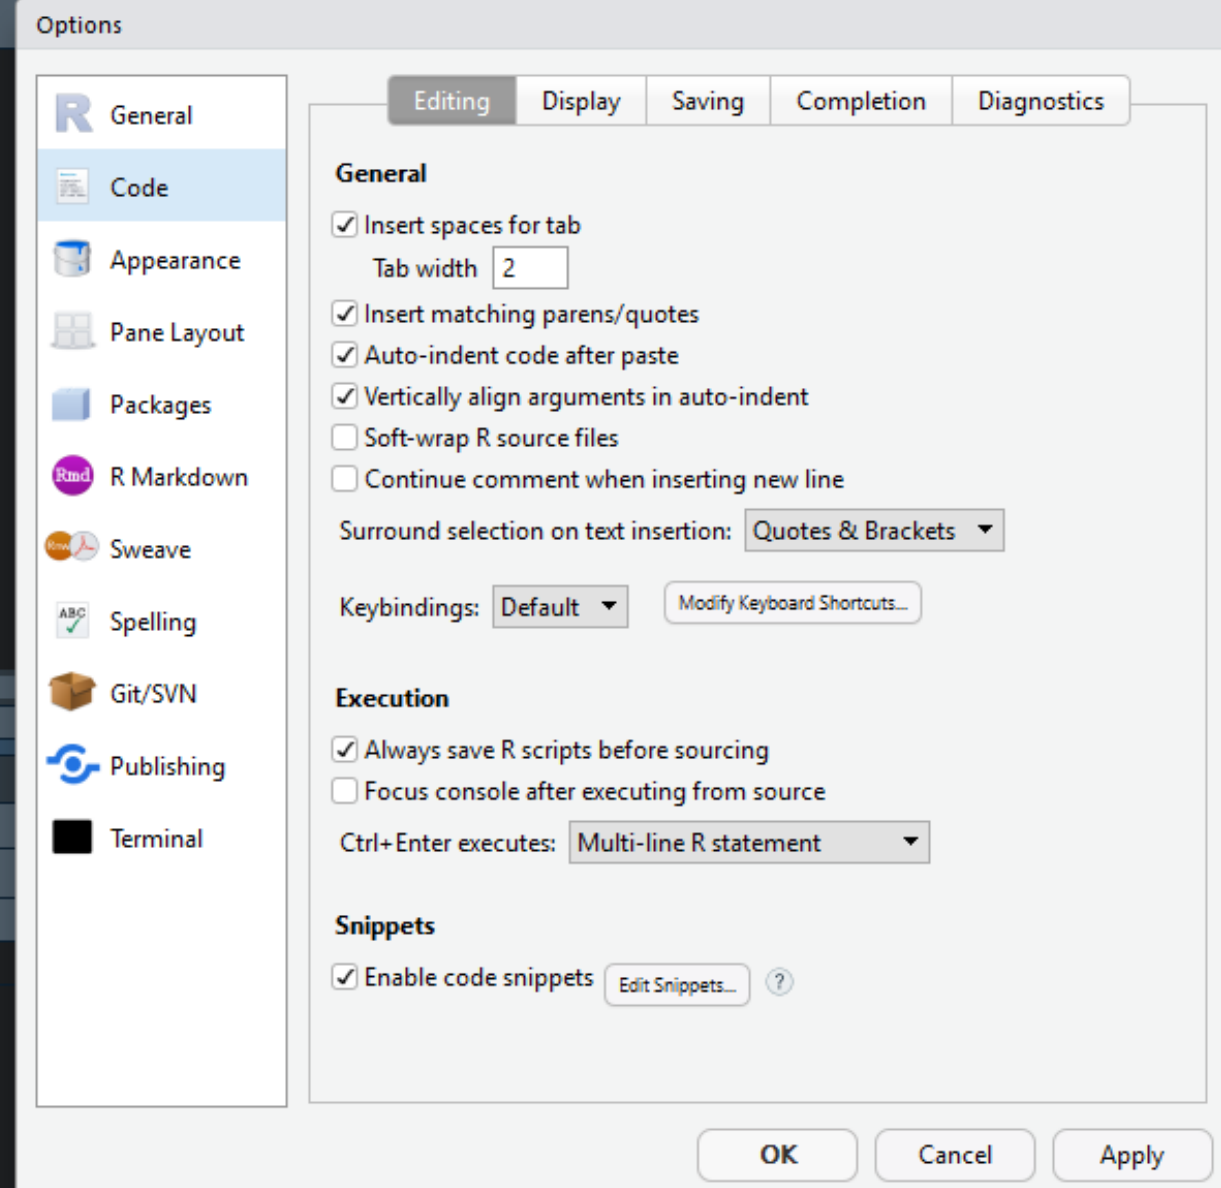 Options
General
Code
Appearance
Pane Layout
Packages
Rmd R Markdown
Rnw Sweave
ABC Spelling
Git/SVN
Publishing
Terminal
Editing Display Saving Completion Diagnostics
General
Insert spaces for tab
Tab width 2
Insert matching parens/quotes
Auto-indent code after paste
Vertically align arguments in auto-indent
Soft-wrap R source files
Continue comment when inserting new line
Surround selection on text insertion: Quotes & Brackets
Keybindings: Default Modify Keyboard Shortcuts...
Execution
Always save R scripts before sourcing
Focus console after executing from source
Ctrl+Enter executes: Multi-line R statement
Snippets
Enable code snippets Edit Snippets... ?
OK Cancel Apply